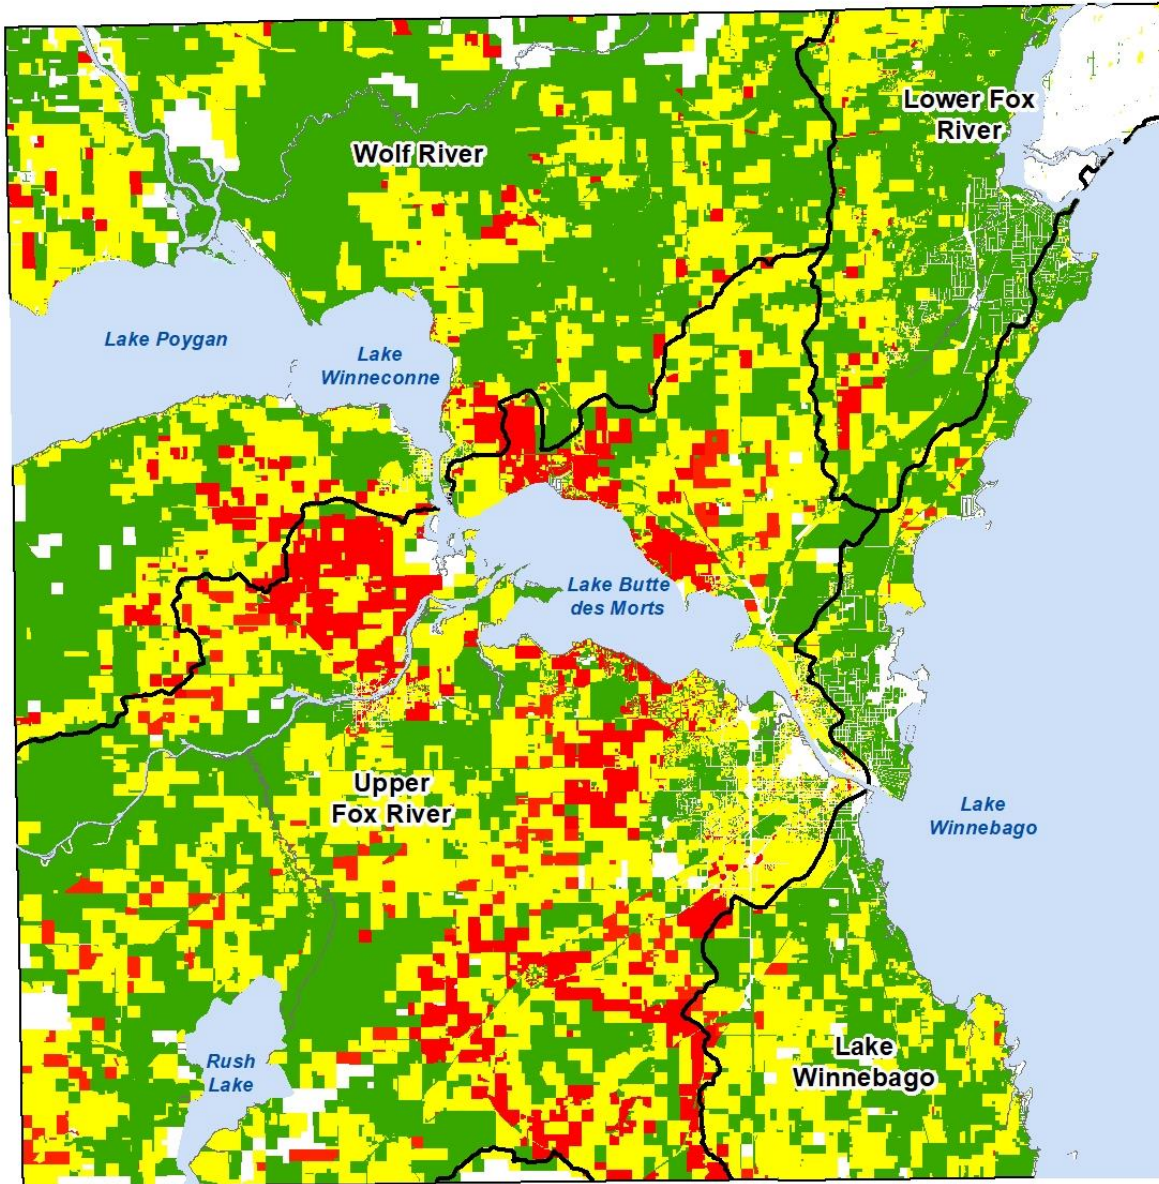 Lower Fox
River
Wolf River
Lake Poygan
Lake
Winneconne
Lake Butte
des Morts
Upper
Fox River
Lake
Winnebago
Rush
Lake
Lake
Winnebago